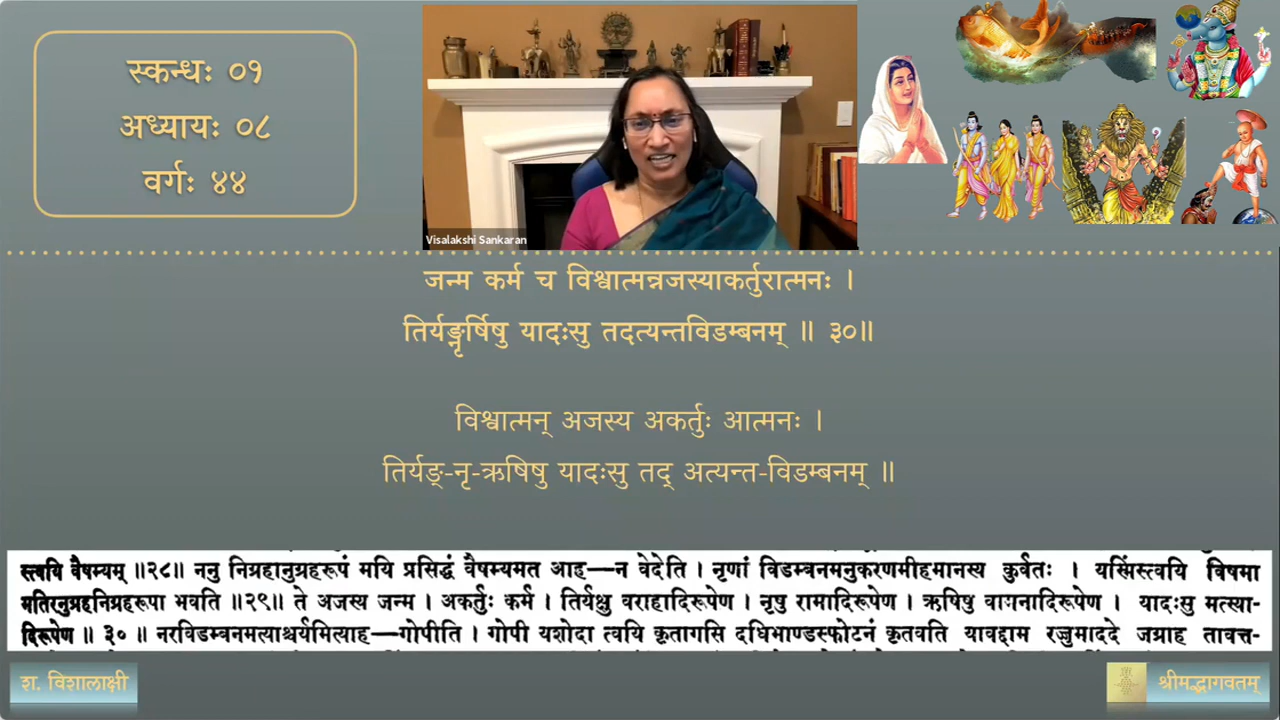 स्कन्धः ०१
अध्यायः ०८
वर्गः ४४
Visalakshi Sankaran
जन्म कर्म च विश्वात्मन्नजस्याकर्तुरात्मनः ।
तिर्यङ्नृर्षिषु यादःसु तदत्यन्तविडम्बनम् ॥ ३०॥
विश्वात्मन् अजस्य अकर्तुः आत्मनः ।
तिर्यङ्-नृ-ऋषिषु यादःसु तद् अत्यन्त-विडम्बनम् ॥
स्त्वयि वैषम्यम् ॥२८॥ ननु निग्रहानुग्रहरूपं मयि प्रसिद्धं वैषम्यमत आह—न वेदेति । नृणां विडम्बनमनुकरणमीहमानस्य कुर्वतः । यस्मिंस्त्वयि विषमा
मतिरनुग्रहनिग्रहरूपा भवति ॥२९॥ ते अजस्य जन्म । अकर्तुः कर्म । तिर्यक्षु वराहादिरूपेण । नृषु रामादिरूपेण । ऋषिषु वामनादिरूपेण । यादःसु मत्स्या-
दिरूपेण ॥ ३० ॥ नरविडम्बनमत्याश्चर्यमित्याह—गोपीति । गोपी यशोदा त्वयि कृतागसि दधिभाण्डस्फोटनं कृतवति यावद्दाम रज्जुमाददे जग्राह तावत्त-
श. विशालाक्षी
श्रीमद्भागवतम्